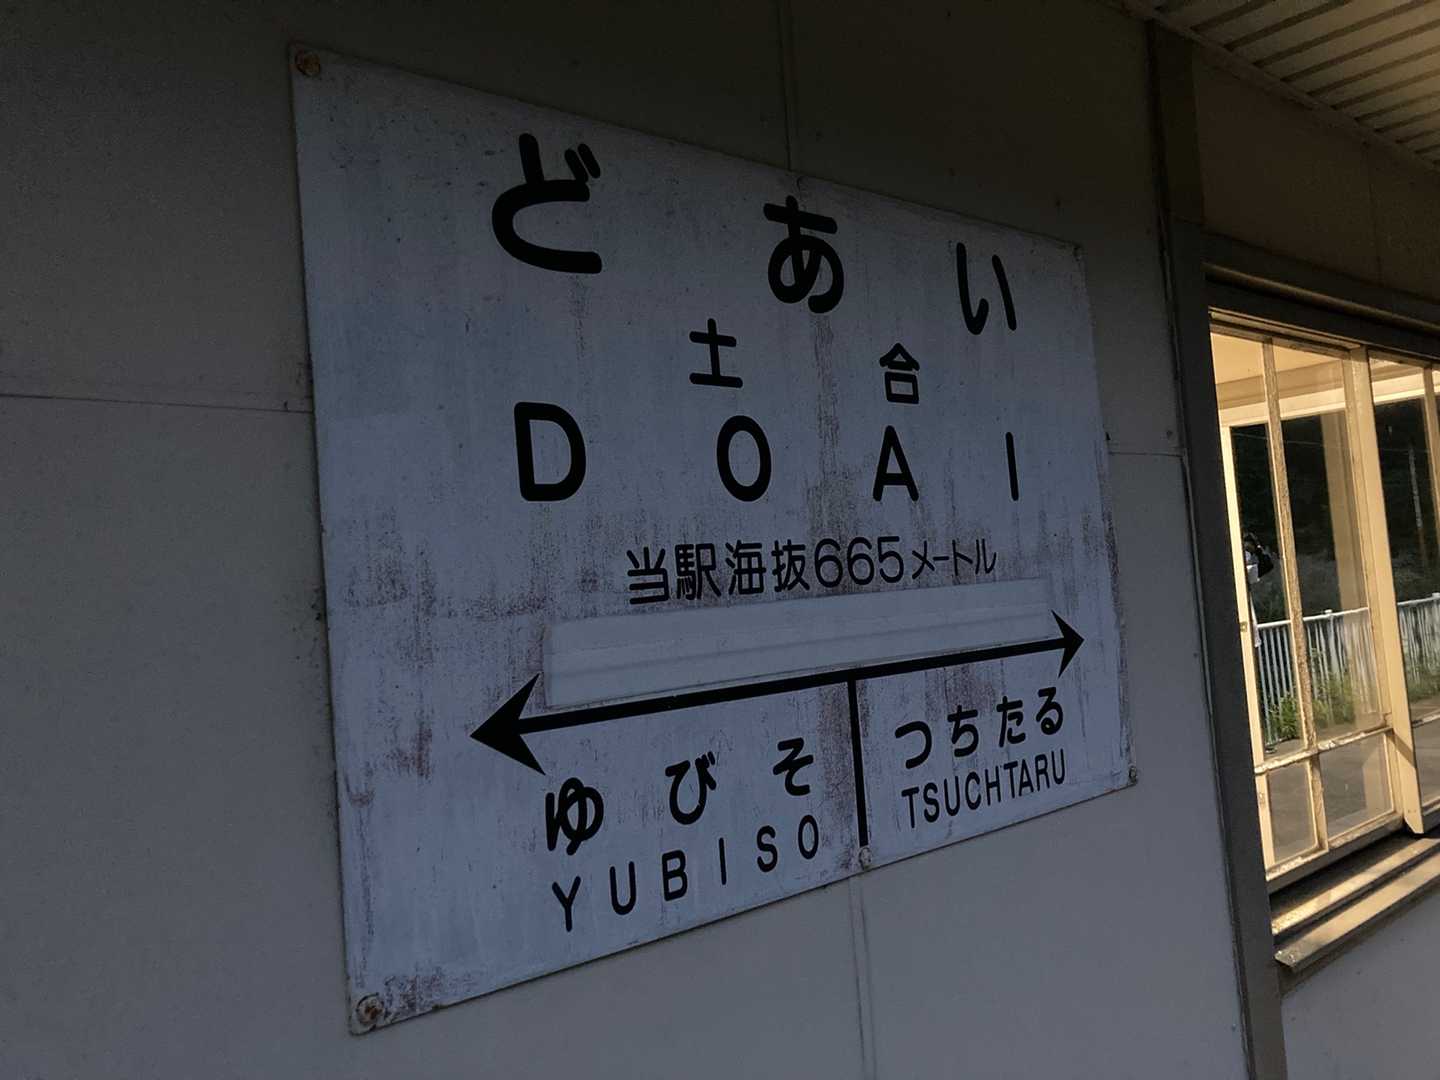 どあい
土合
DOAI
当駅海抜665メートル
ゆびそ
YUBISO
つちたる
TSUCHTARU